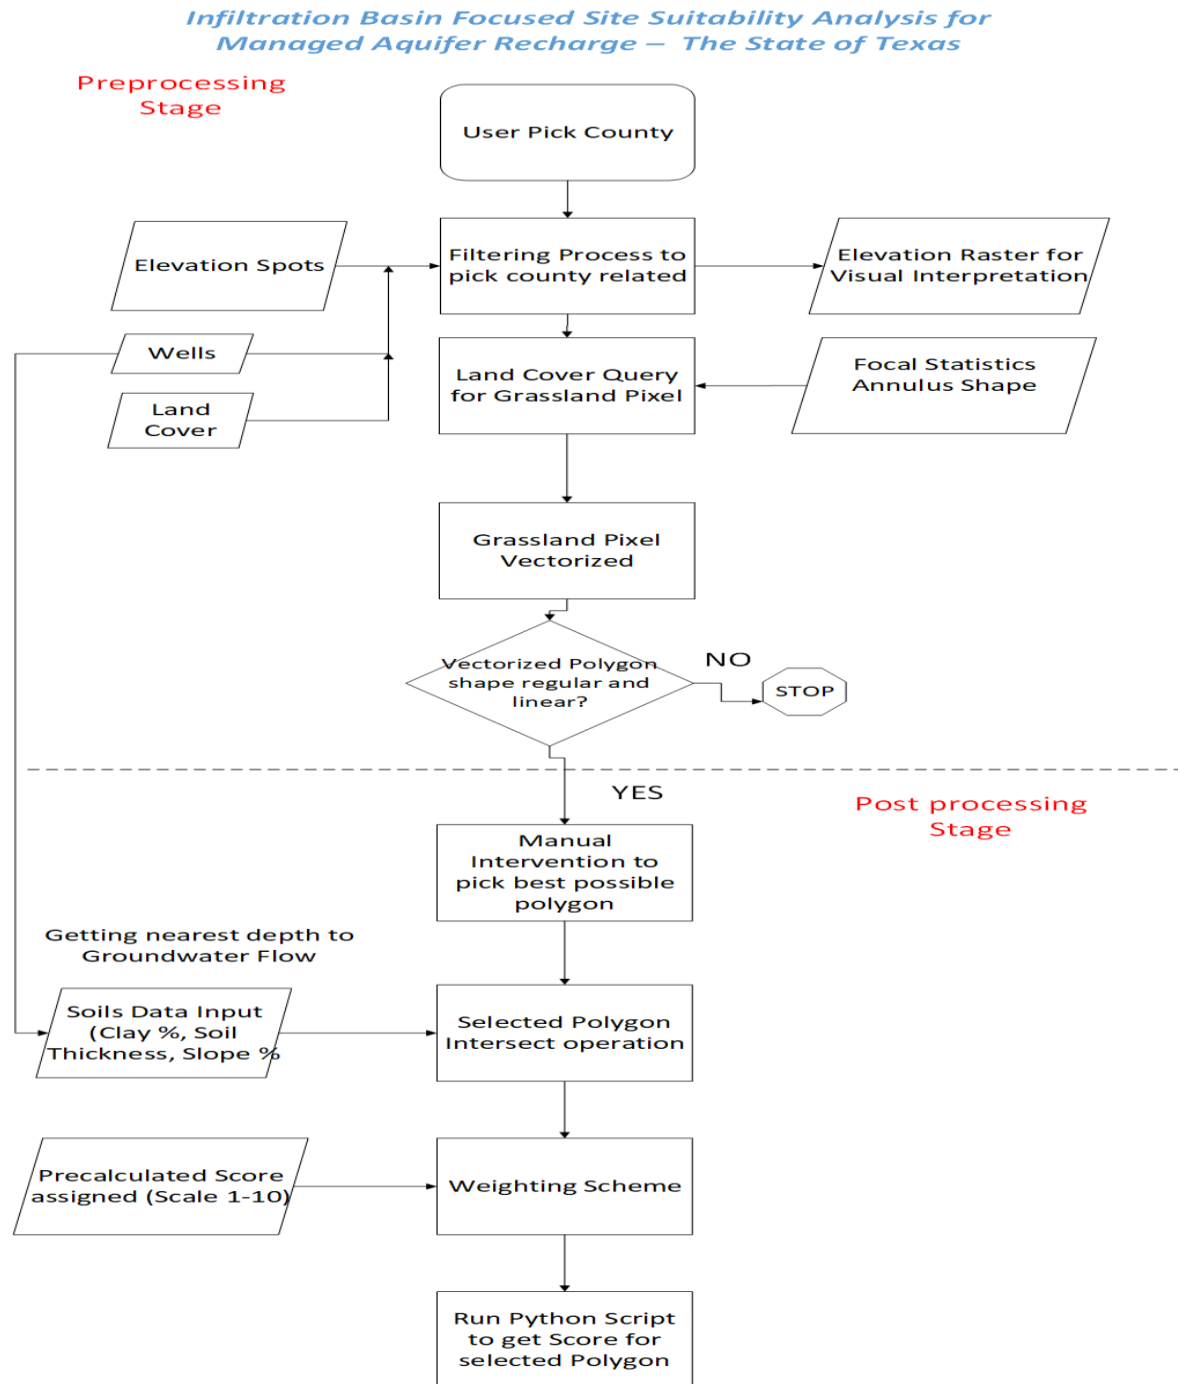 Infiltration Basin Focused Site Suitability Analysis for
Managed Aquifer Recharge – The State of Texas
Preprocessing
Stage
User Pick County
Elevation Spots
Filtering Process to
pick county related
Elevation Raster for
Visual Interpretation
Wells
Land
Cover
Land Cover Query
for Grassland Pixel
Focal Statistics
Annulus Shape
Grassland Pixel
Vectorized
Vectorized Polygon
shape regular and
linear?
NO
STOP
YES
Post processing
Stage
Manual
Intervention to
pick best possible
polygon
Getting nearest depth to
Groundwater Flow
Soils Data Input
(Clay %, Soil
Thickness, Slope %
Selected Polygon
Intersect operation
Precalculated Score
assigned (Scale 1-10)
Weighting Scheme
Run Python Script
to get Score for
selected Polygon